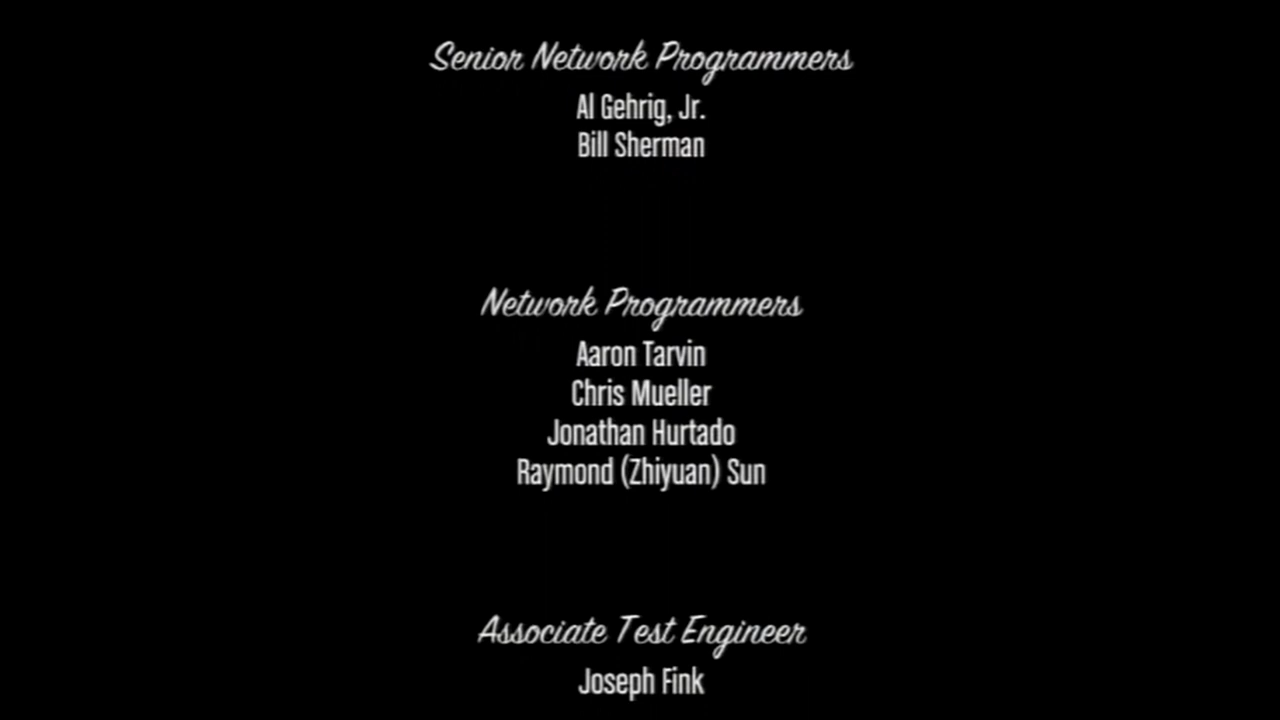 Senior Network Programmers
Al Gehrig, Jr.
Bill Sherman
Network Programmers
Aaron Tarvin
Chris Mueller
Jonathan Hurtado
Raymond (Zhiyuan) Sun
Associate Test Engineer
Joseph Fink